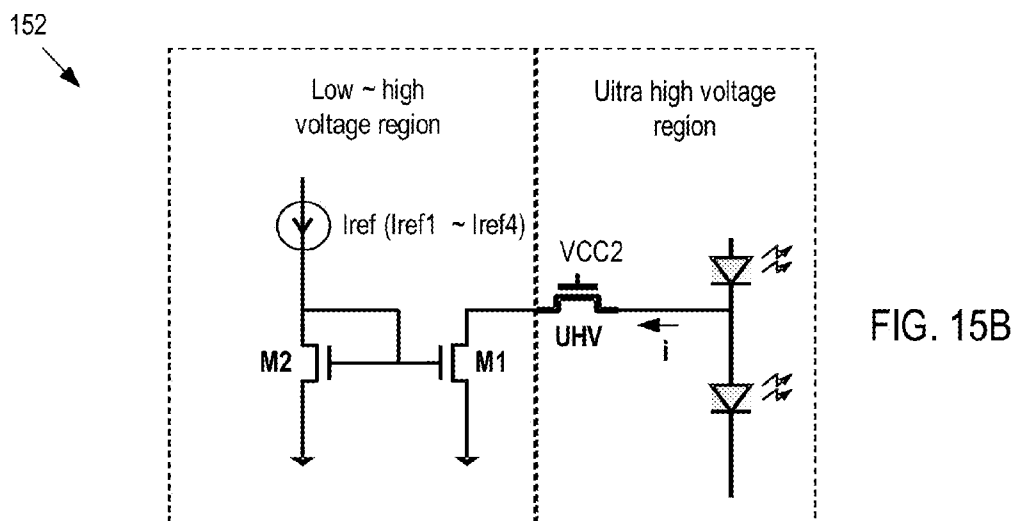 152
Low ~ high
voltage region
Uitra high voltage
region
Iref (Iref1 ~ Iref4)
VCC2
UHV
i
M2
M1
FIG. 15B